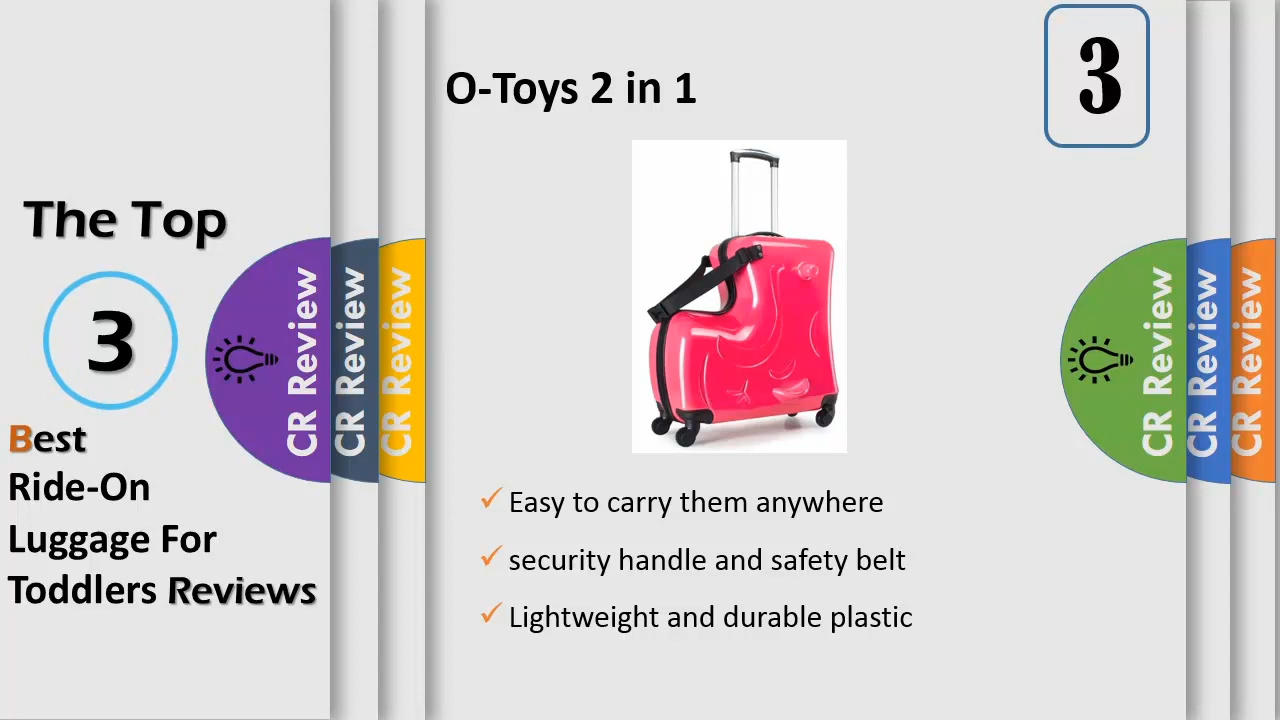 The Top
3
Best
Ride-On
Luggage For
Toddlers Reviews
CR Review
CR Review
CR Review
O-Toys 2 in 1
3
Easy to carry them anywhere
security handle and safety belt
Lightweight and durable plastic
CR Review
CR Review
CR Review